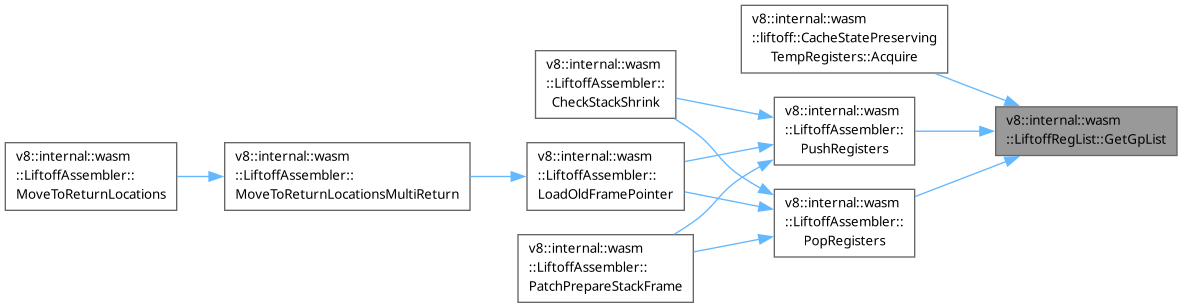 v8::internal::wasm
::LiftoffAssembler::
MoveToReturnLocations
v8::internal::wasm
::LiftoffAssembler::
MoveToReturnLocationsMultiReturn
v8::internal::wasm
::LiftoffAssembler::
CheckStackShrink
v8::internal::wasm
::LiftoffAssembler::
LoadOldFramePointer
v8::internal::wasm
::LiftoffAssembler::
PatchPrepareStackFrame
v8::internal::wasm
::liftoff::CacheStatePreserving
TempRegisters::Acquire
v8::internal::wasm
::LiftoffAssembler::
PushRegisters
v8::internal::wasm
::LiftoffAssembler::
PopRegisters
v8::internal::wasm
::LiftoffRegList::GetGpList